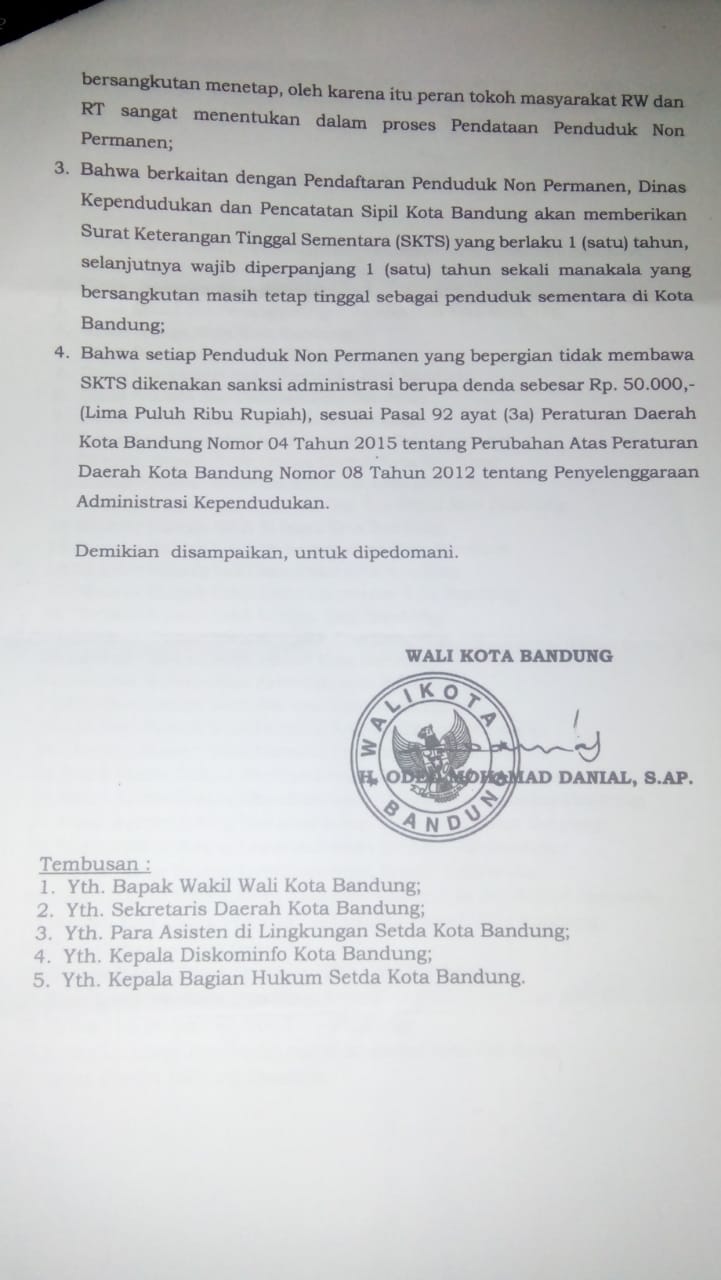 bersangkutan menetap, oleh karena itu peran tokoh masyarakat RW dan
RT sangat menentukan dalam proses Pendataan Penduduk Non
Permanen;
3. Bahwa berkaitan dengan Pendaftaran Penduduk Non Permanen, Dinas
Kependudukan dan Pencatatan Sipil Kota Bandung akan memberikan
Surat Keterangan Tinggal Sementara (SKTS) yang berlaku 1 (satu) tahun,
selanjutnya wajib diperpanjang 1 (satu) tahun sekali manakala yang
bersangkutan masih tetap tinggal sebagai penduduk sementara di Kota
Bandung;
4. Bahwa setiap Penduduk Non Permanen yang bepergian tidak membawa
SKTS dikenakan sanksi administrasi berupa denda sebesar Rp. 50.000,-
(Lima Puluh Ribu Rupiah), sesuai Pasal 92 ayat (3a) Peraturan Daerah
Kota Bandung Nomor 04 Tahun 2015 tentang Perubahan Atas Peraturan
Daerah Kota Bandung Nomor 08 Tahun 2012 tentang Penyelenggaraan
Administrasi Kependudukan.
Demikian disampaikan, untuk dipedomani.
WALI KOTA BANDUNG
WALIKOTA
H. ODED MOHAMAD DANIAL, S.AP.
BANDUNG
Tembusan :
1. Yth. Bapak Wakil Wali Kota Bandung;
2. Yth. Sekretaris Daerah Kota Bandung;
3. Yth. Para Asisten di Lingkungan Setda Kota Bandung;
4. Yth. Kepala Diskominfo Kota Bandung;
5. Yth. Kepala Bagian Hukum Setda Kota Bandung.